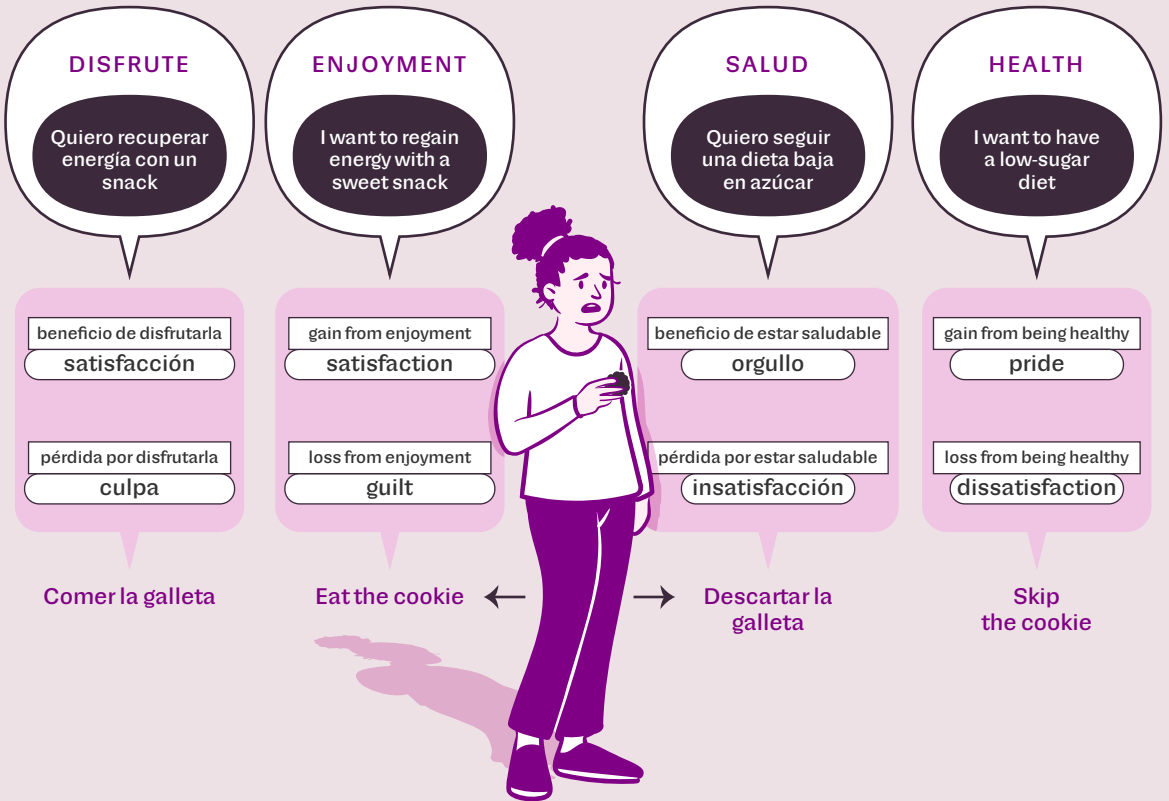 DISFRUTE
Quiero recuperar
energía con un
snack
beneficio de disfrutarla
satisfacción
pérdida por disfrutarla
culpa
Comer la galleta
ENJOYMENT
I want to regain
energy with a
sweet snack
gain from enjoyment
satisfaction
loss from enjoyment
guilt
Eat the cookie
SALUD
Quiero seguir
una dieta baja
en azúcar
beneficio de estar saludable
orgullo
pérdida por estar saludable
insatisfacción
Descartar la
galleta
HEALTH
I want to have
a low-sugar
diet
gain from being healthy
pride
loss from being healthy
dissatisfaction
Skip
the cookie